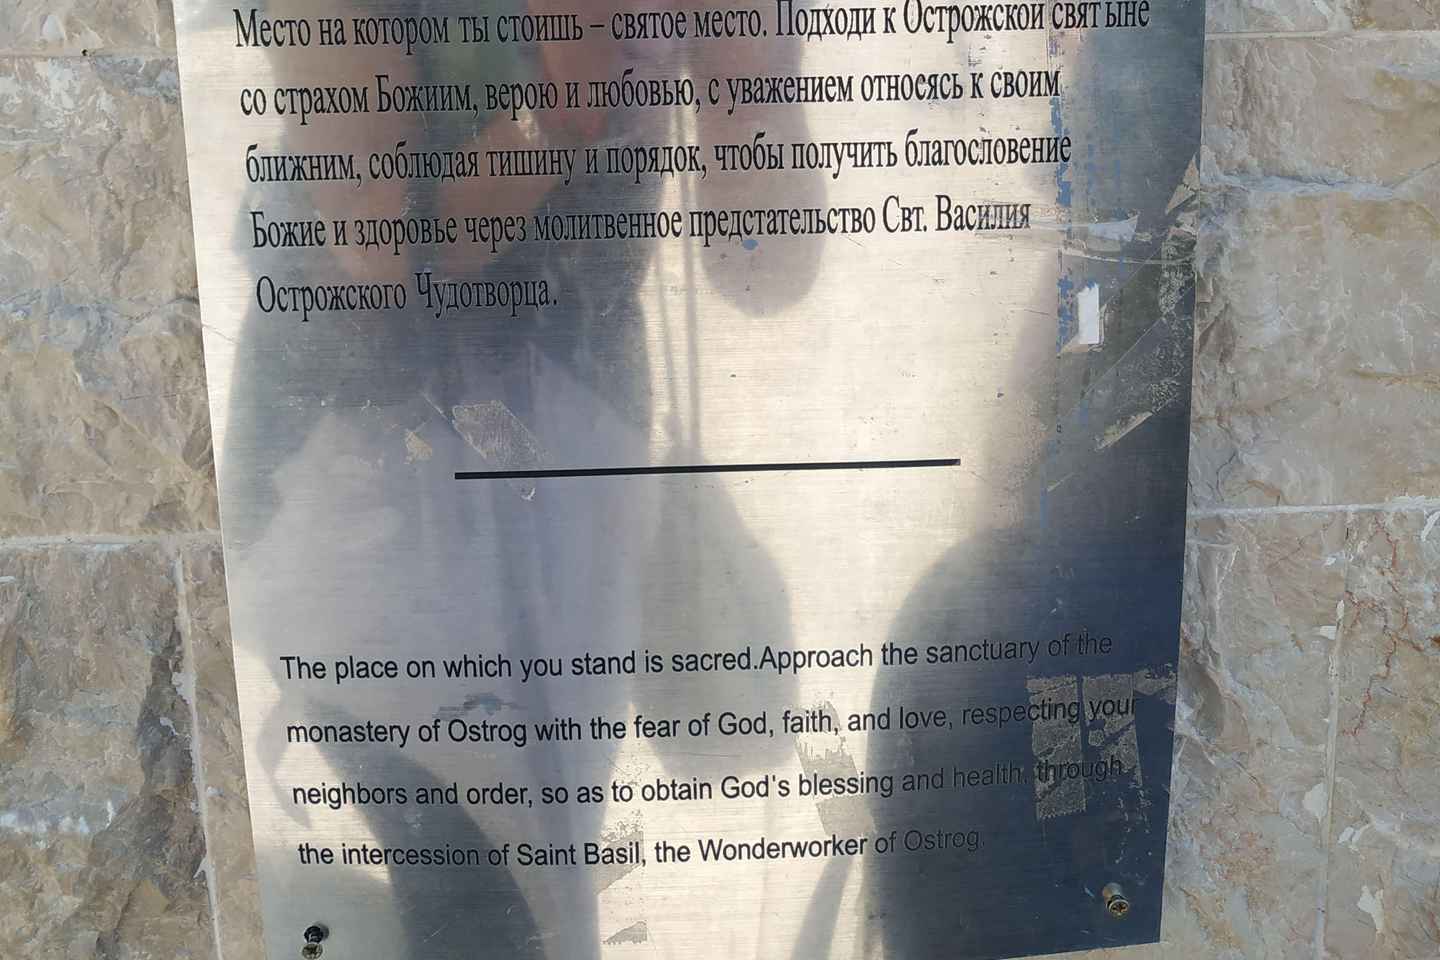 Место на котором ты стоишь – святое место. Подходи к Острожской святыне
со страхом Божиим, верою и любовью, с уважением относясь к своим
ближним, соблюдая тишину и порядок, чтобы получить благословение
Божие и здоровье через молитвенное предстательство Свт. Василия
Острожского Чудотворца.
The place on which you stand is sacred.Approach the sanctuary of the
monastery of Ostrog with the fear of God, faith, and love, respecting your
neighbors and order, so as to obtain God's blessing and health, through
the intercession of Saint Basil, the Wonderworker of Ostrog.